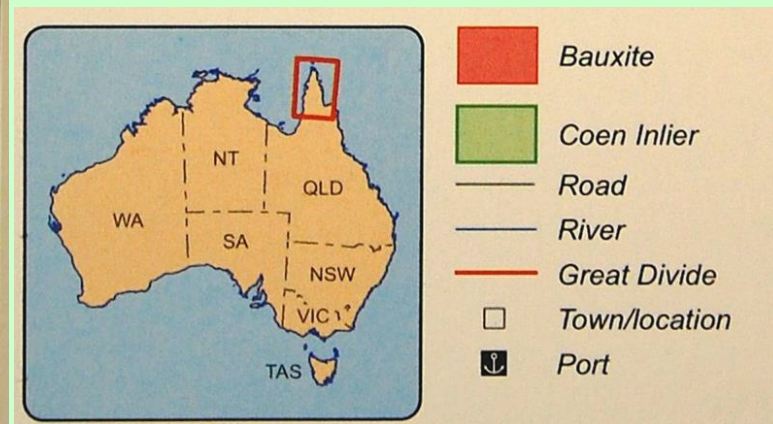 NT
QLD
WA
SA
NSW
VIC
TAS
Bauxite
Coen Inlier
Road
River
Great Divide
Town/location
Port